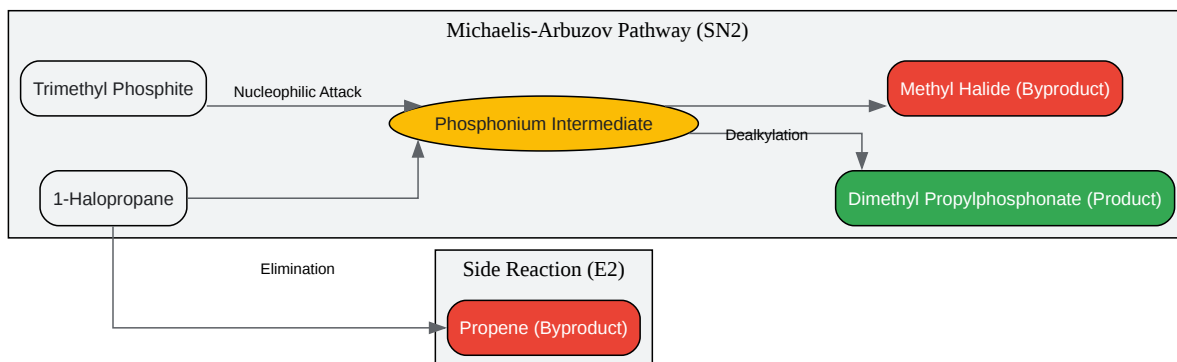 Michaelis-Arbuzov Pathway (SN2)
Trimethyl Phosphite
Nucleophilic Attack
Phosphonium Intermediate
Methyl Halide (Byproduct)
Dealkylation
1-Halopropane
Dimethyl Propylphosphonate (Product)
Elimination
Side Reaction (E2)
Propene (Byproduct)